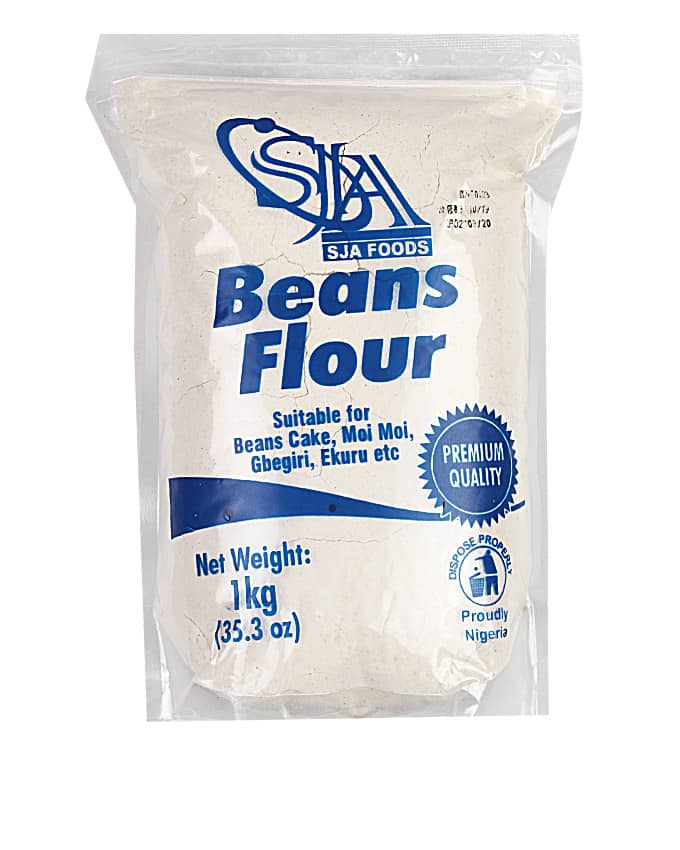 SJA
SJA FOODS
Beans
Flour
Suitable for
Beans Cake, Moi Moi,
Gbegiri, Ekuru etc
PREMIUM
QUALITY
Net Weight:
1kg
(35.3 oz)
DISPOSE PROPERLY
Proudly
Nigeria